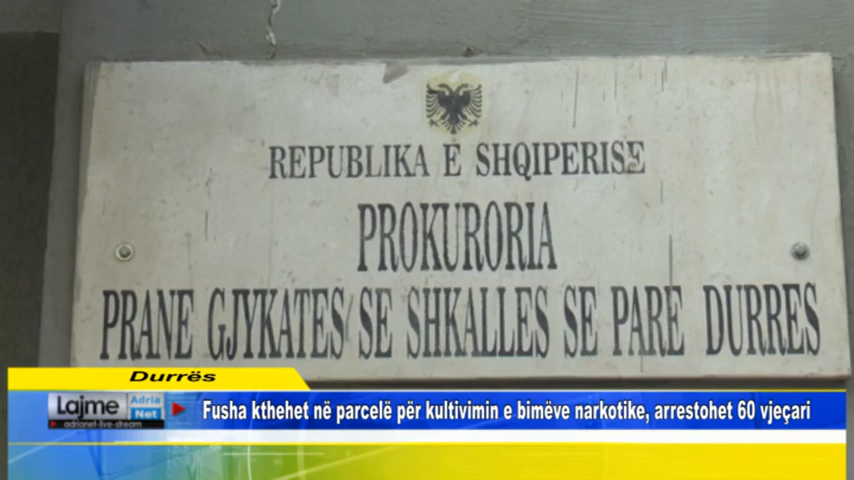 REPUBLIKA E SHQIPERISE
PROKURORIA
PRANE GJYKATES SE SHKALLES SE PARE DURRES
Durrës
Lajme Adria Net
adrianet-live-stream
Fusha kthehet në parcelë për kultivimin e bimëve narkotike, arrestohet 60 vjeçari